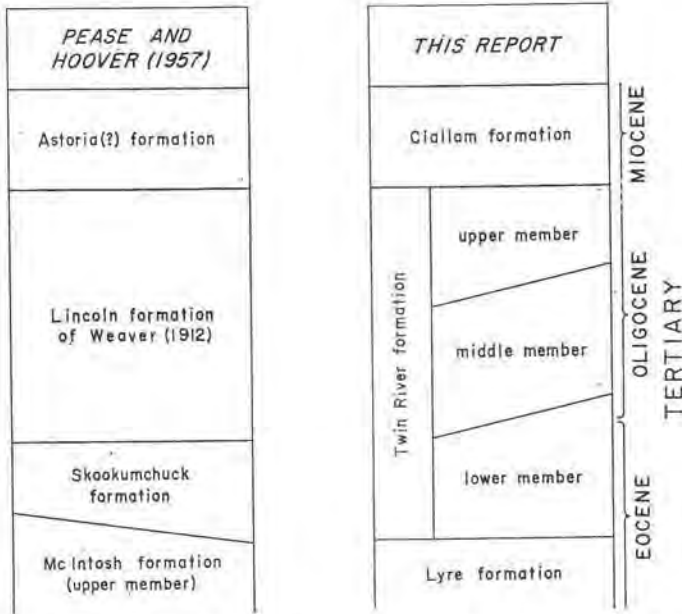 PEASE AND
HOOVER (1957)
Astoria(?) formation
Lincoln formation
of Weaver (1912)
Skookumchuck
formation
Mc Intosh formation
(upper member)
THIS REPORT
Clallam formation
Twin River formation
upper member
middle member
lower member
Lyre formation
MIOCENE
OLIGOCENE
EOCENE
TERTIARY